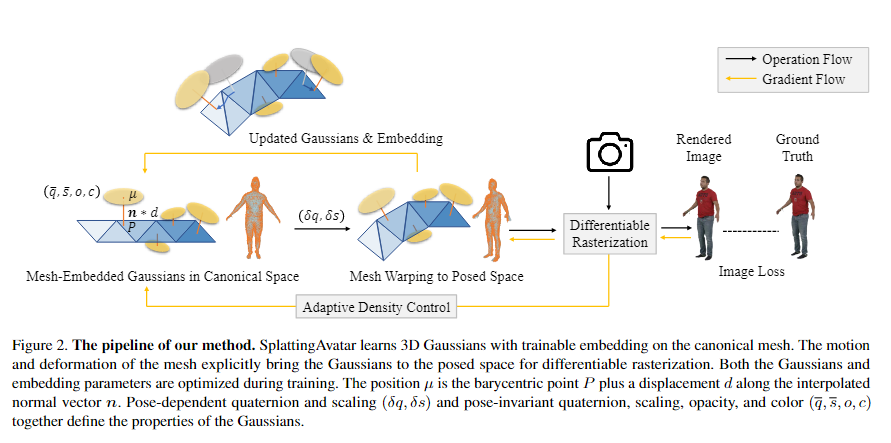 Operation Flow
Gradient Flow
Updated Gaussians & Embedding
Rendered
Image
Ground
Truth
(q̅, s̅, o, c)
μ
n ∗ d
P
(δq, δs)
Differentiable
Rasterization
Mesh-Embedded Gaussians in Canonical Space
Mesh Warping to Posed Space
Image Loss
Adaptive Density Control
Figure 2. The pipeline of our method. SplattingAvatar learns 3D Gaussians with trainable embedding on the canonical mesh. The motion
and deformation of the mesh explicitly bring the Gaussians to the posed space for differentiable rasterization. Both the Gaussians and
embedding parameters are optimized during training. The position μ is the barycentric point P plus a displacement d along the interpolated
normal vector n. Pose-dependent quaternion and scaling (δq, δs) and pose-invariant quaternion, scaling, opacity, and color (q̅, s̅, o, c)
together define the properties of the Gaussians.